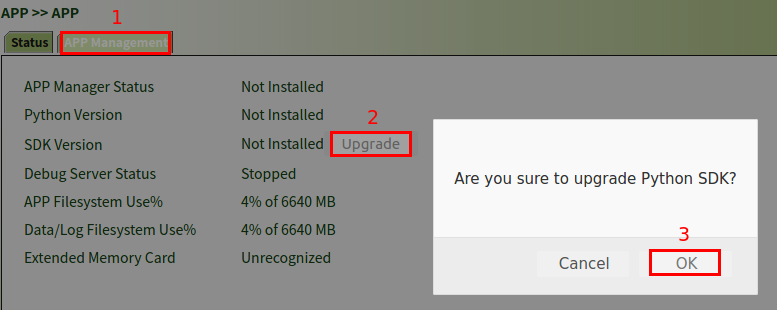 APP >> APP
1
Status APP Management
APP Manager Status Not Installed
Python Version Not Installed
2
SDK Version Not Installed Upgrade
Debug Server Status Stopped
APP Filesystem Use% 4% of 6640 MB
Data/Log Filesystem Use% 4% of 6640 MB
Extended Memory Card Unrecognized
Are you sure to upgrade Python SDK?
3
Cancel OK